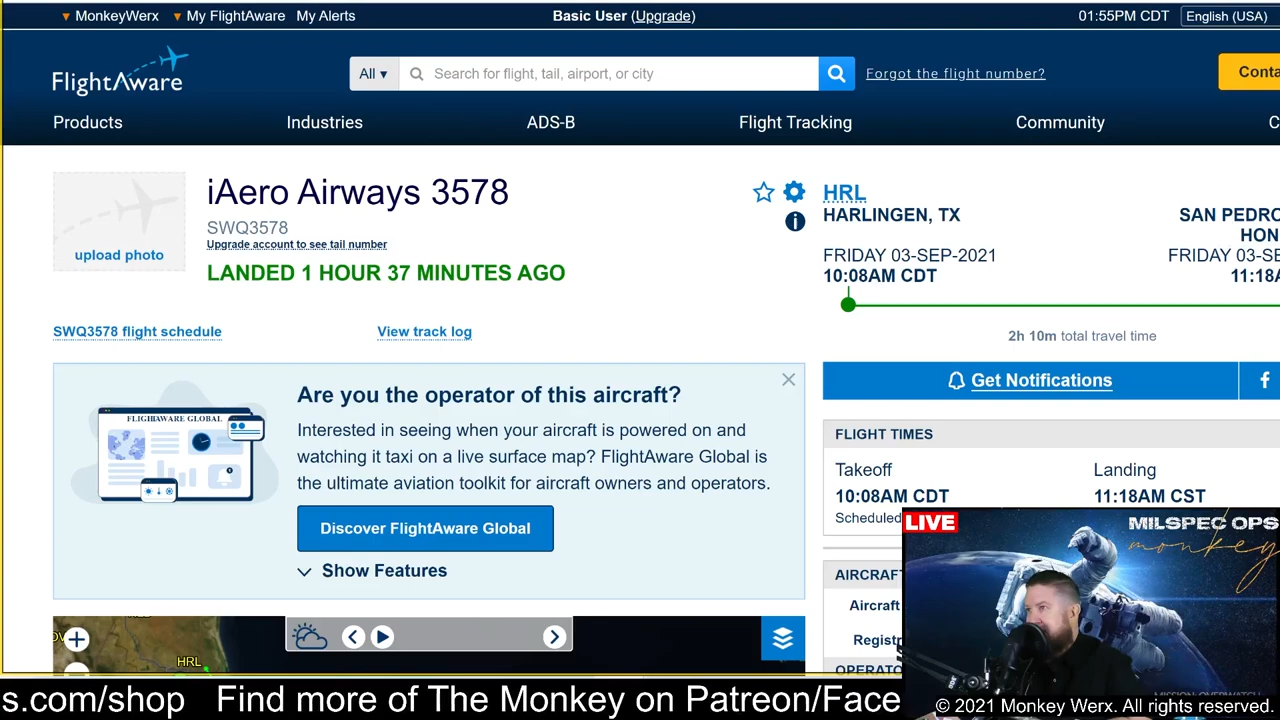 MonkeyWerx My FlightAware My Alerts
Basic User (Upgrade)
01:55PM CDT English (USA)
FlightAware
All ▾ Search for flight, tail, airport, or city
Forgot the flight number?
Conta
Products Industries ADS-B Flight Tracking Community C
upload photo
iAero Airways 3578
SWQ3578
Upgrade account to see tail number
LANDED 1 HOUR 37 MINUTES AGO
HRL
HARLINGEN, TX
SAN PEDRO
HON
FRIDAY 03-SEP-2021
10:08AM CDT
FRIDAY 03-SE
11:18A
2h 10m total travel time
SWQ3578 flight schedule
View track log
Are you the operator of this aircraft?
Interested in seeing when your aircraft is powered on and
watching it taxi on a live surface map? FlightAware Global is
the ultimate aviation toolkit for aircraft owners and operators.
Discover FlightAware Global
Show Features
FLIGHTAWARE GLOBAL
Get Notifications
f
FLIGHT TIMES
Takeoff Landing
10:08AM CDT 11:18AM CST
Scheduled
AIRCRAF
Aircraft
Registr
OPERATO
HRL
LIVE
MILSPEC OPS
monkey
MISSION: OVERWATCH
s.com/shop Find more of The Monkey on Patreon/Face
© 2021 Monkey Werx. All rights reserved.